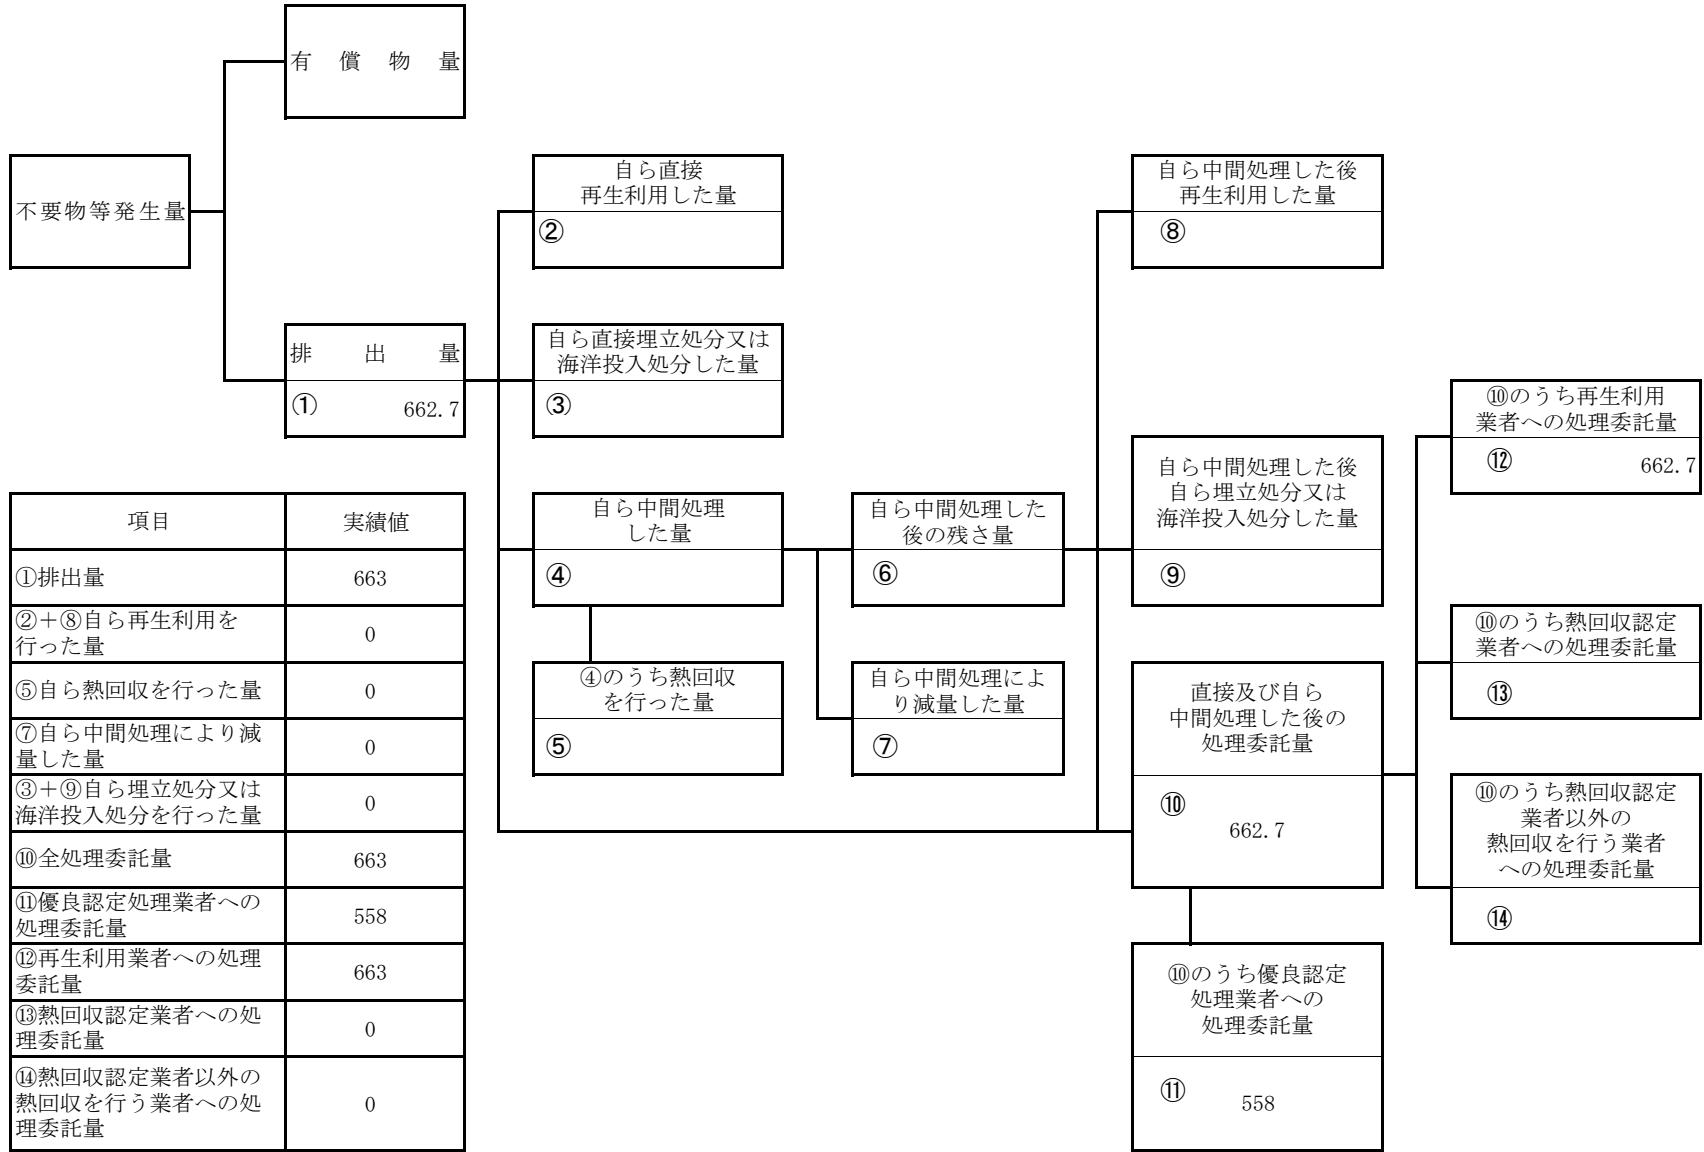 有償物量
不要物等発生量
排出量
① 662.7
自ら直接
再生利用した量
②
自ら直接埋立処分又は
海洋投入処分した量
③
自ら中間処理
した量
④
④のうち熱回収
を行った量
⑤
自ら中間処理した
後の残さ量
⑥
自ら中間処理によ
り減量した量
⑦
自ら中間処理した後
再生利用した量
⑧
自ら中間処理した後
自ら埋立処分又は
海洋投入処分した量
⑨
直接及び自ら
中間処理した後の
処理委託量
⑩
662.7
⑩のうち優良認定
処理業者への
処理委託量
⑪
558
⑩のうち再生利用
業者への処理委託量
⑫ 662.7
⑩のうち熱回収認定
業者への処理委託量
⑬
⑩のうち熱回収認定
業者以外の
熱回収を行う業者
への処理委託量
⑭
項目 実績値
①排出量 663
②+⑧自ら再生利用を
行った量 0
⑤自ら熱回収を行った量 0
⑦自ら中間処理により減
量した量 0
③+⑨自ら埋立処分又は
海洋投入処分を行った量 0
⑩全処理委託量 663
⑪優良認定処理業者への
処理委託量 558
⑫再生利用業者への処理
委託量 663
⑬熱回収認定業者への処
理委託量 0
⑭熱回収認定業者以外の
熱回収を行う業者への処
理委託量 0